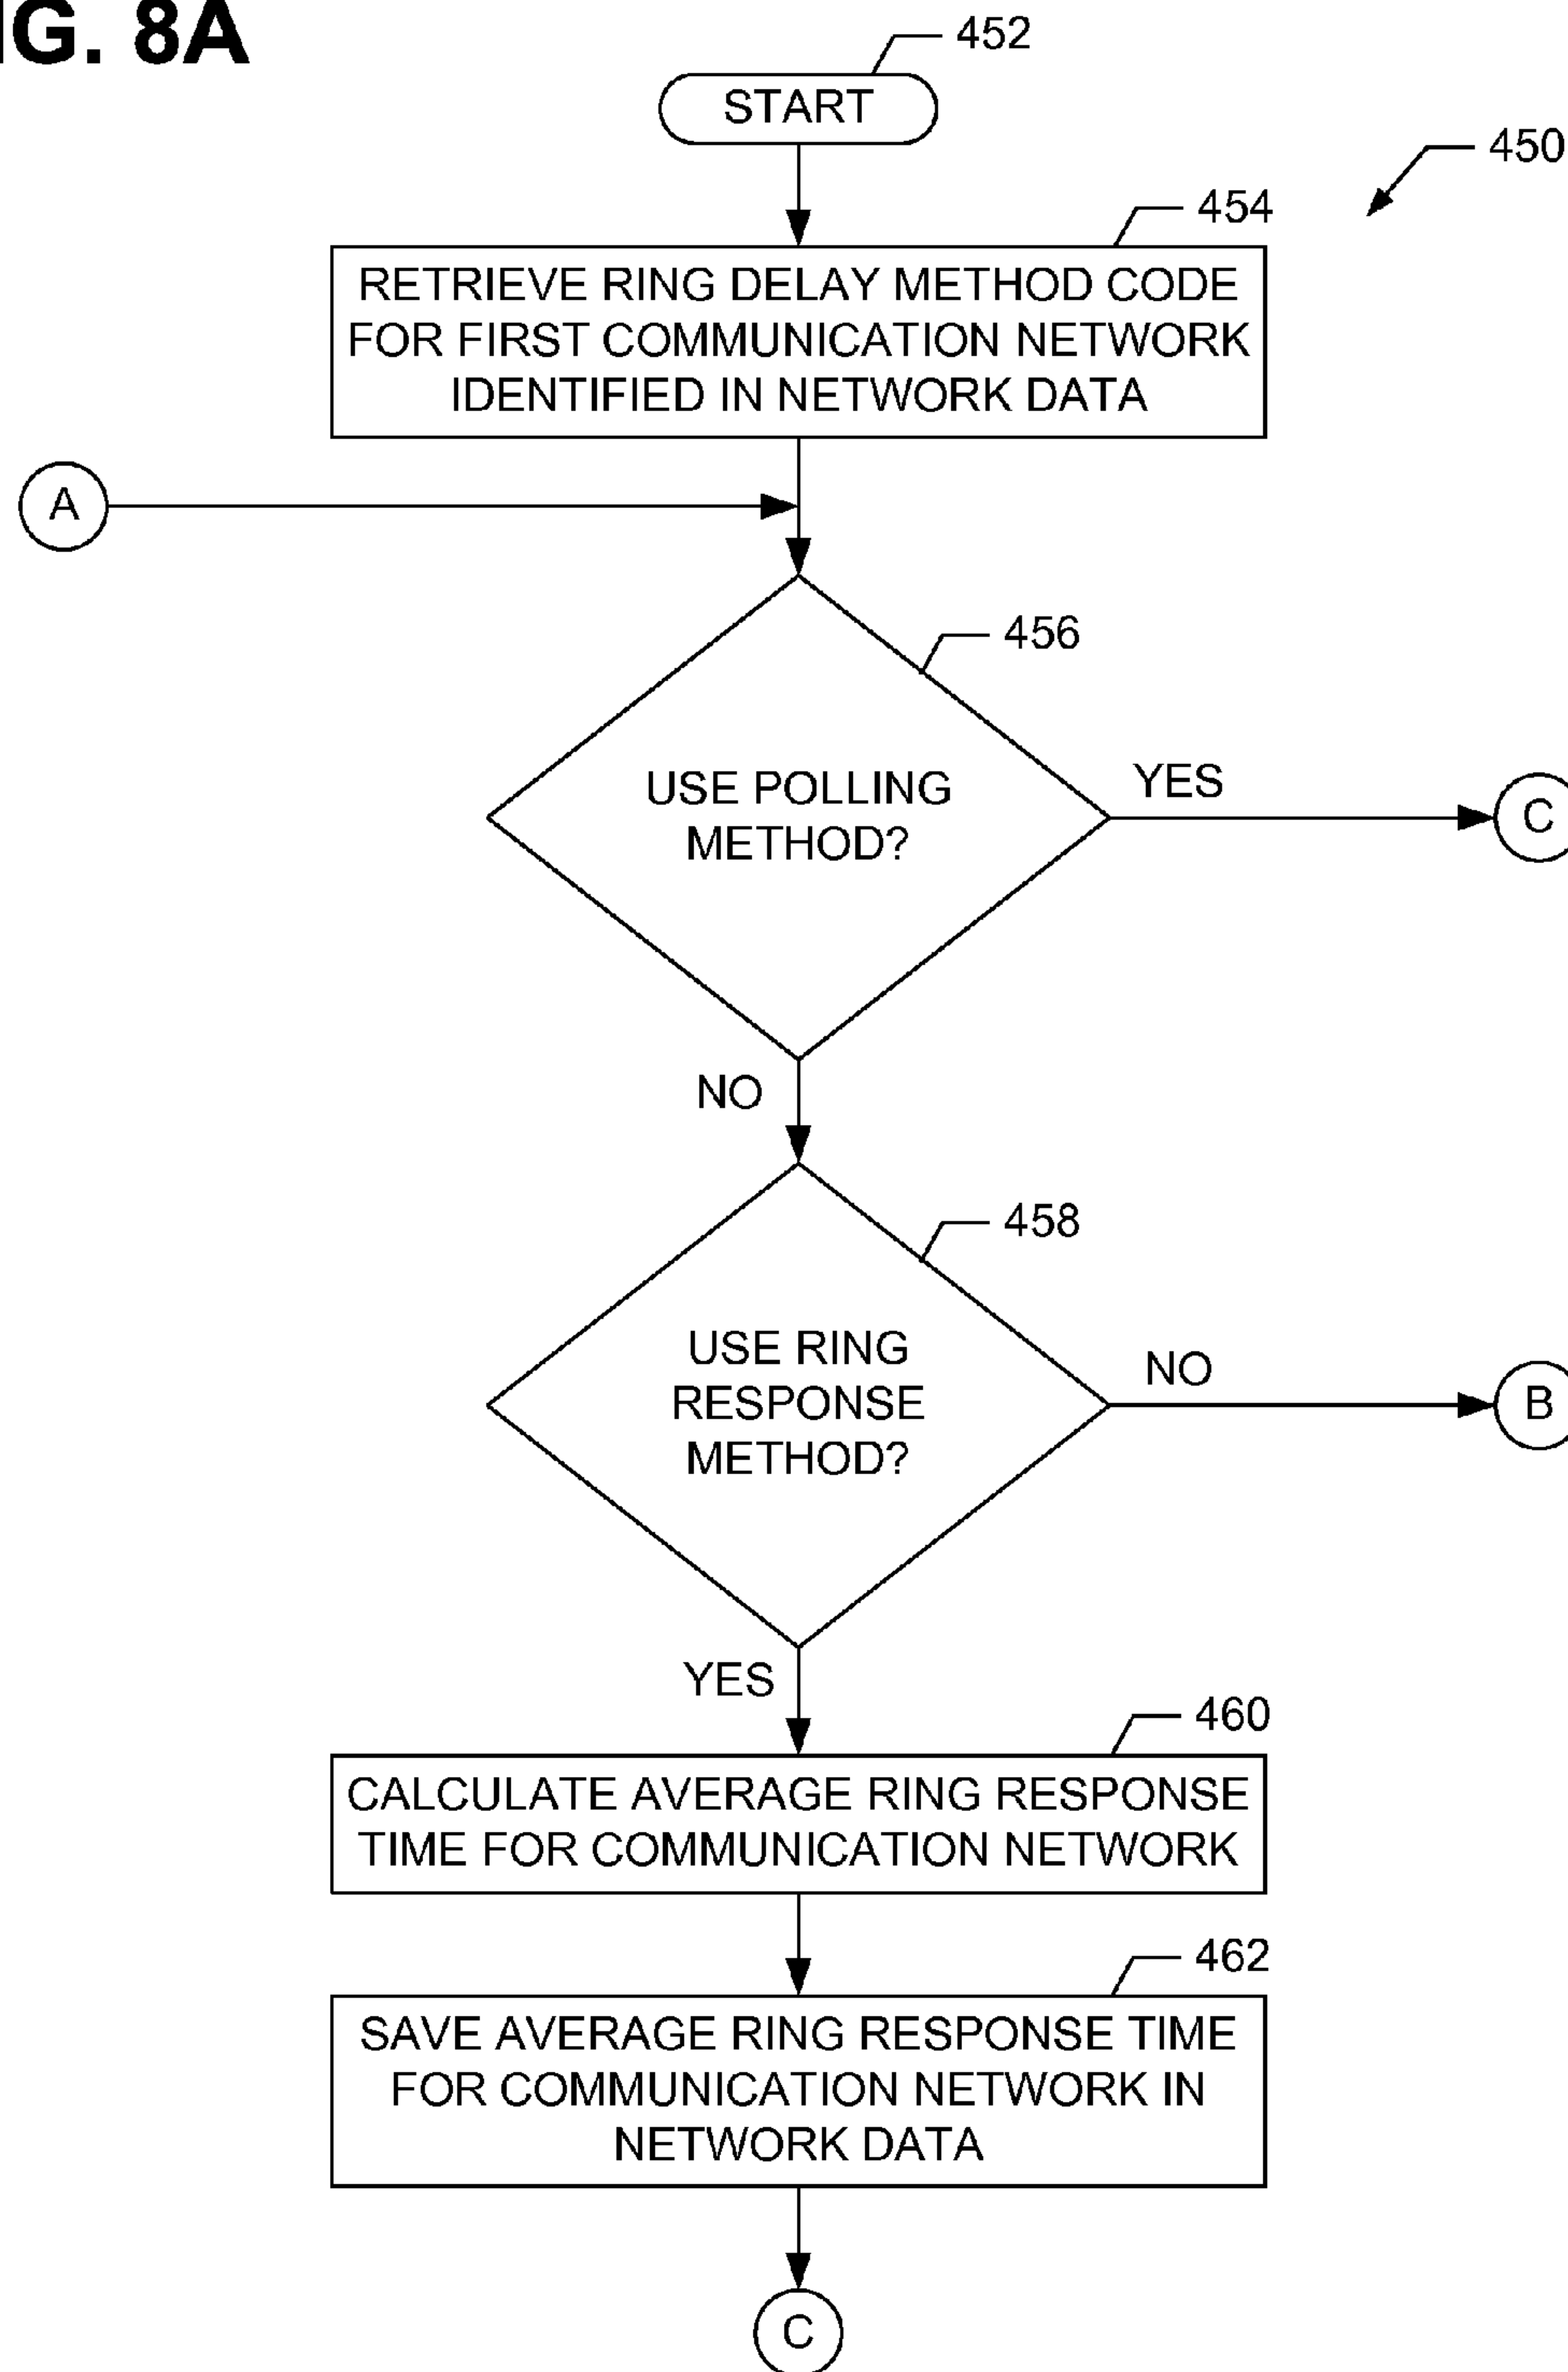 G. 8A
452
START
450
454
RETRIEVE RING DELAY METHOD CODE
FOR FIRST COMMUNICATION NETWORK
IDENTIFIED IN NETWORK DATA
A
456
USE POLLING
METHOD?
YES
C
NO
458
USE RING
RESPONSE
METHOD?
NO
B
YES
460
CALCULATE AVERAGE RING RESPONSE
TIME FOR COMMUNICATION NETWORK
462
SAVE AVERAGE RING RESPONSE TIME
FOR COMMUNICATION NETWORK IN
NETWORK DATA
C